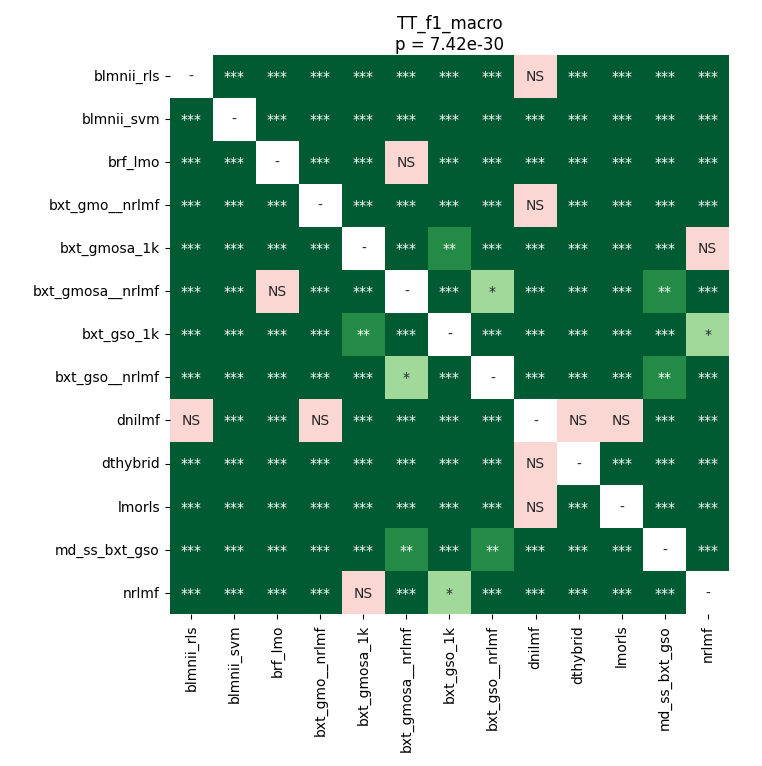 TT_f1_macro
p = 7.42e-30
blmnii_rls - *** *** *** *** *** *** *** NS *** *** *** ***
blmnii_svm *** - *** *** *** *** *** *** *** *** *** *** ***
brf_lmo *** *** - *** *** NS *** *** *** *** *** *** ***
bxt_gmo__nrlmf *** *** *** - *** *** *** *** NS *** *** *** ***
bxt_gmosa_1k *** *** *** *** - *** ** *** *** *** *** *** NS
bxt_gmosa__nrlmf *** *** NS *** *** - *** * *** *** *** ** ***
bxt_gso_1k *** *** *** *** ** *** - *** *** *** *** *** *
bxt_gso__nrlmf *** *** *** *** *** * *** - *** *** *** ** ***
dnilmf NS *** *** NS *** *** *** *** - NS NS *** ***
dthybrid *** *** *** *** *** *** *** *** NS - *** *** ***
lmorls *** *** *** *** *** *** *** *** NS *** - *** ***
md_ss_bxt_gso *** *** *** *** *** ** *** ** *** *** *** - ***
nrlmf *** *** *** *** NS *** * *** *** *** *** *** -
blmnii_rls
blmnii_svm
brf_lmo
bxt_gmo__nrlmf
bxt_gmosa_1k
bxt_gmosa__nrlmf
bxt_gso_1k
bxt_gso__nrlmf
dnilmf
dthybrid
lmorls
md_ss_bxt_gso
nrlmf